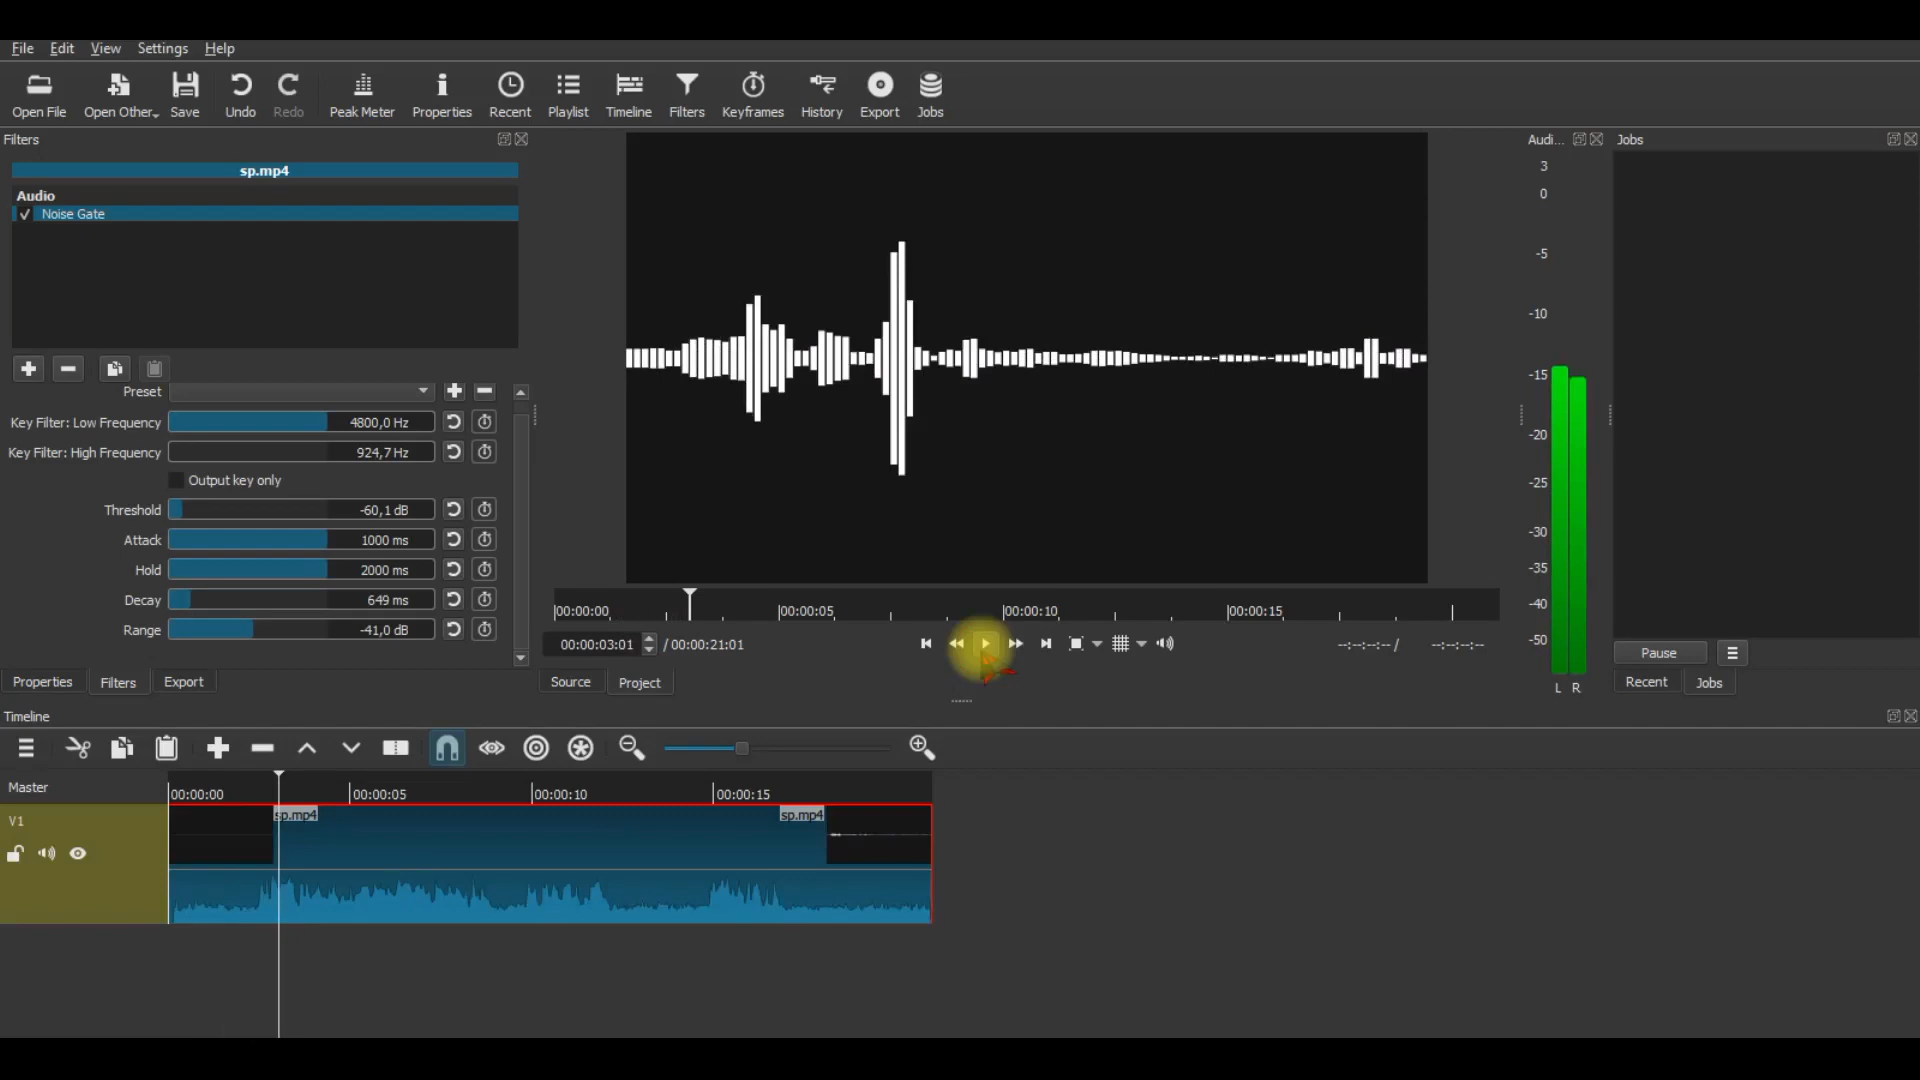 File Edit View Settings Help
Open File Open Other... Save Undo Redo Peak Meter Properties Recent Playlist Timeline Filters Keyframes History Export Jobs
Filters
sp.mp4
Audio
Noise Gate
Preset
Key Filter: Low Frequency 4800,0 Hz
Key Filter: High Frequency 924,7 Hz
Output key only
Threshold -60,1 dB
Attack 1000 ms
Hold 2000 ms
Decay 649 ms
Range -41,0 dB
Properties Filters Export
00:00:00 00:00:05 00:00:10 00:00:15
00:00:03:01 / 00:00:21:01 --:--:--:-- / --:--:--:--
Source Project
Audi...
3
0
-5
-10
-15
-20
-25
-30
-35
-40
-50
L R
Jobs
Pause
Recent Jobs
Timeline
Master
00:00:00 00:00:05 00:00:10 00:00:15
V1
sp.mp4 sp.mp4